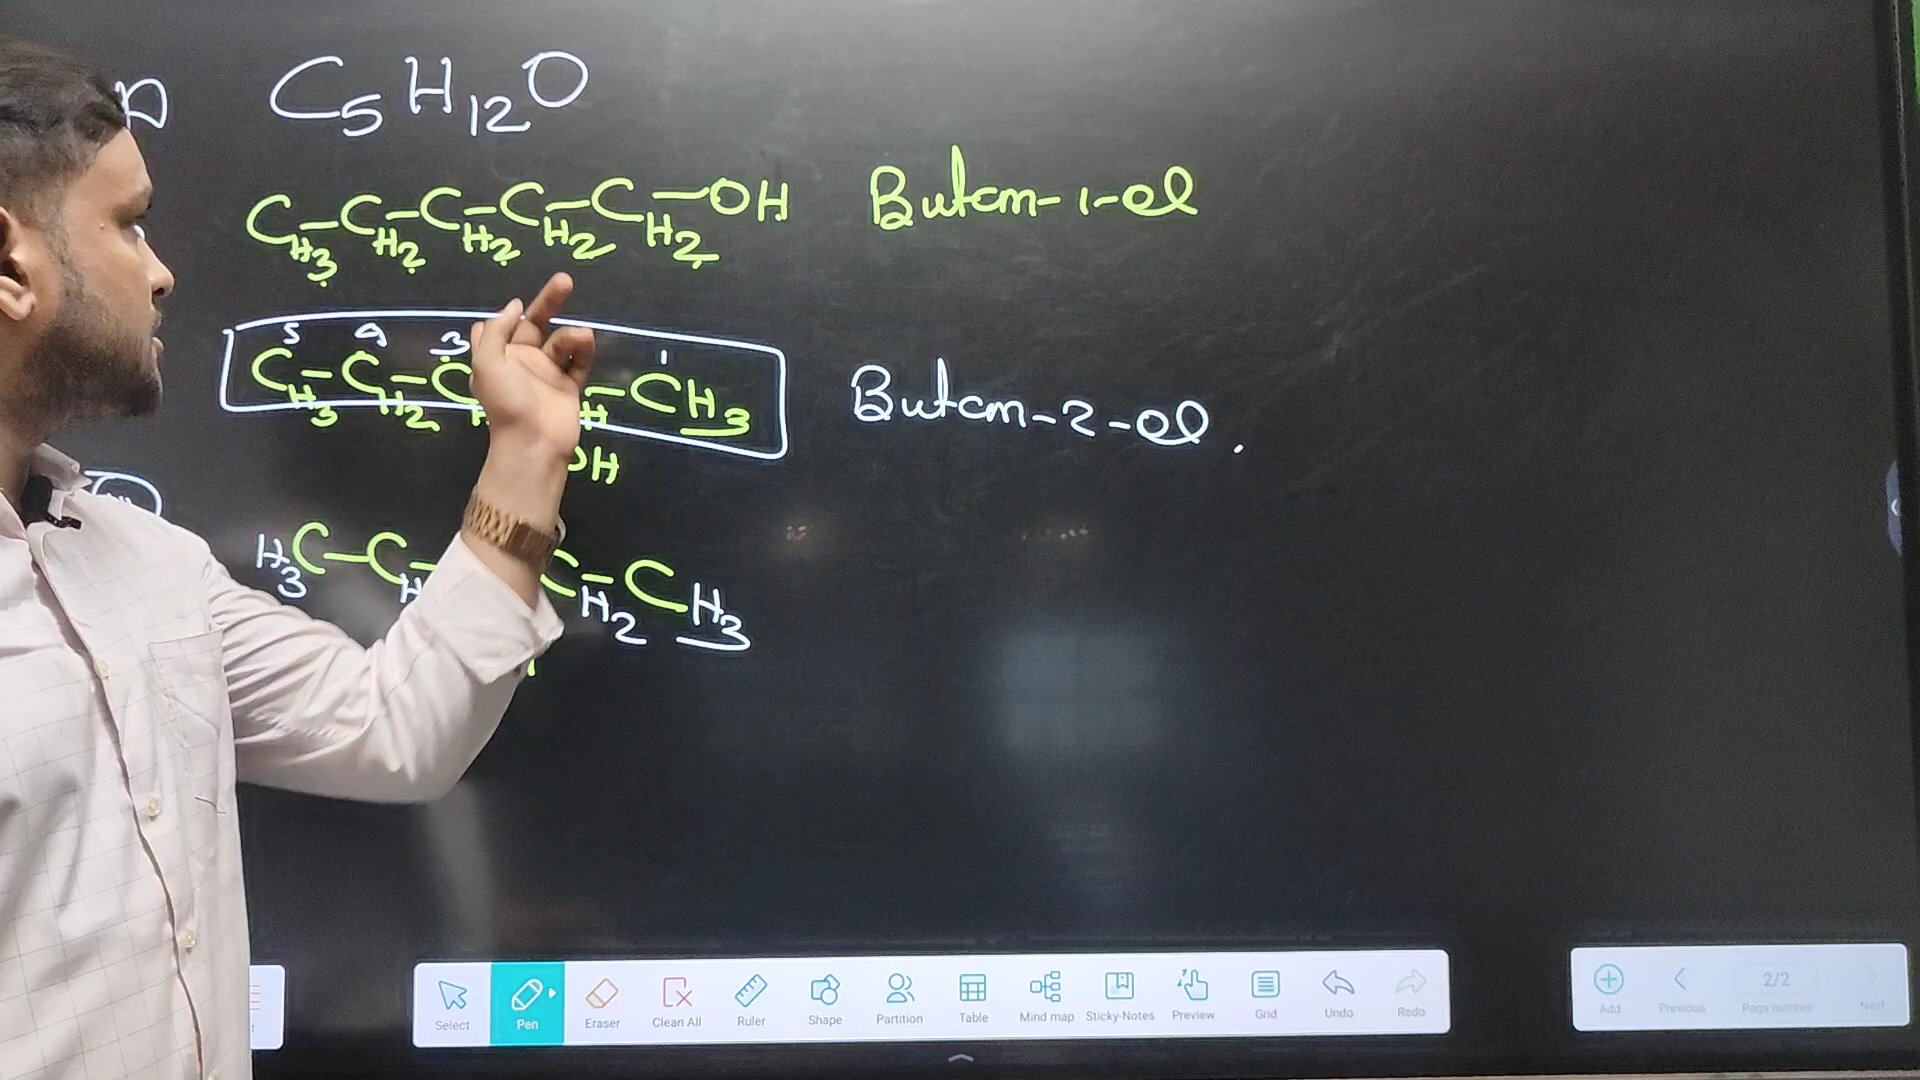 C5H12O
CH3-CH2-CH2-CH2-CH2-OH Butan-1-ol
5 4 3 1
CH3-CH2-C H-CH3 Butan-2-ol.
OH
H3C-C H C H2-CH3
Select Pen Eraser Clean All Ruler Shape Partition Table Mind map Sticky-Notes Preview Grid Undo Redo Add Previous 2/2 Page number Next